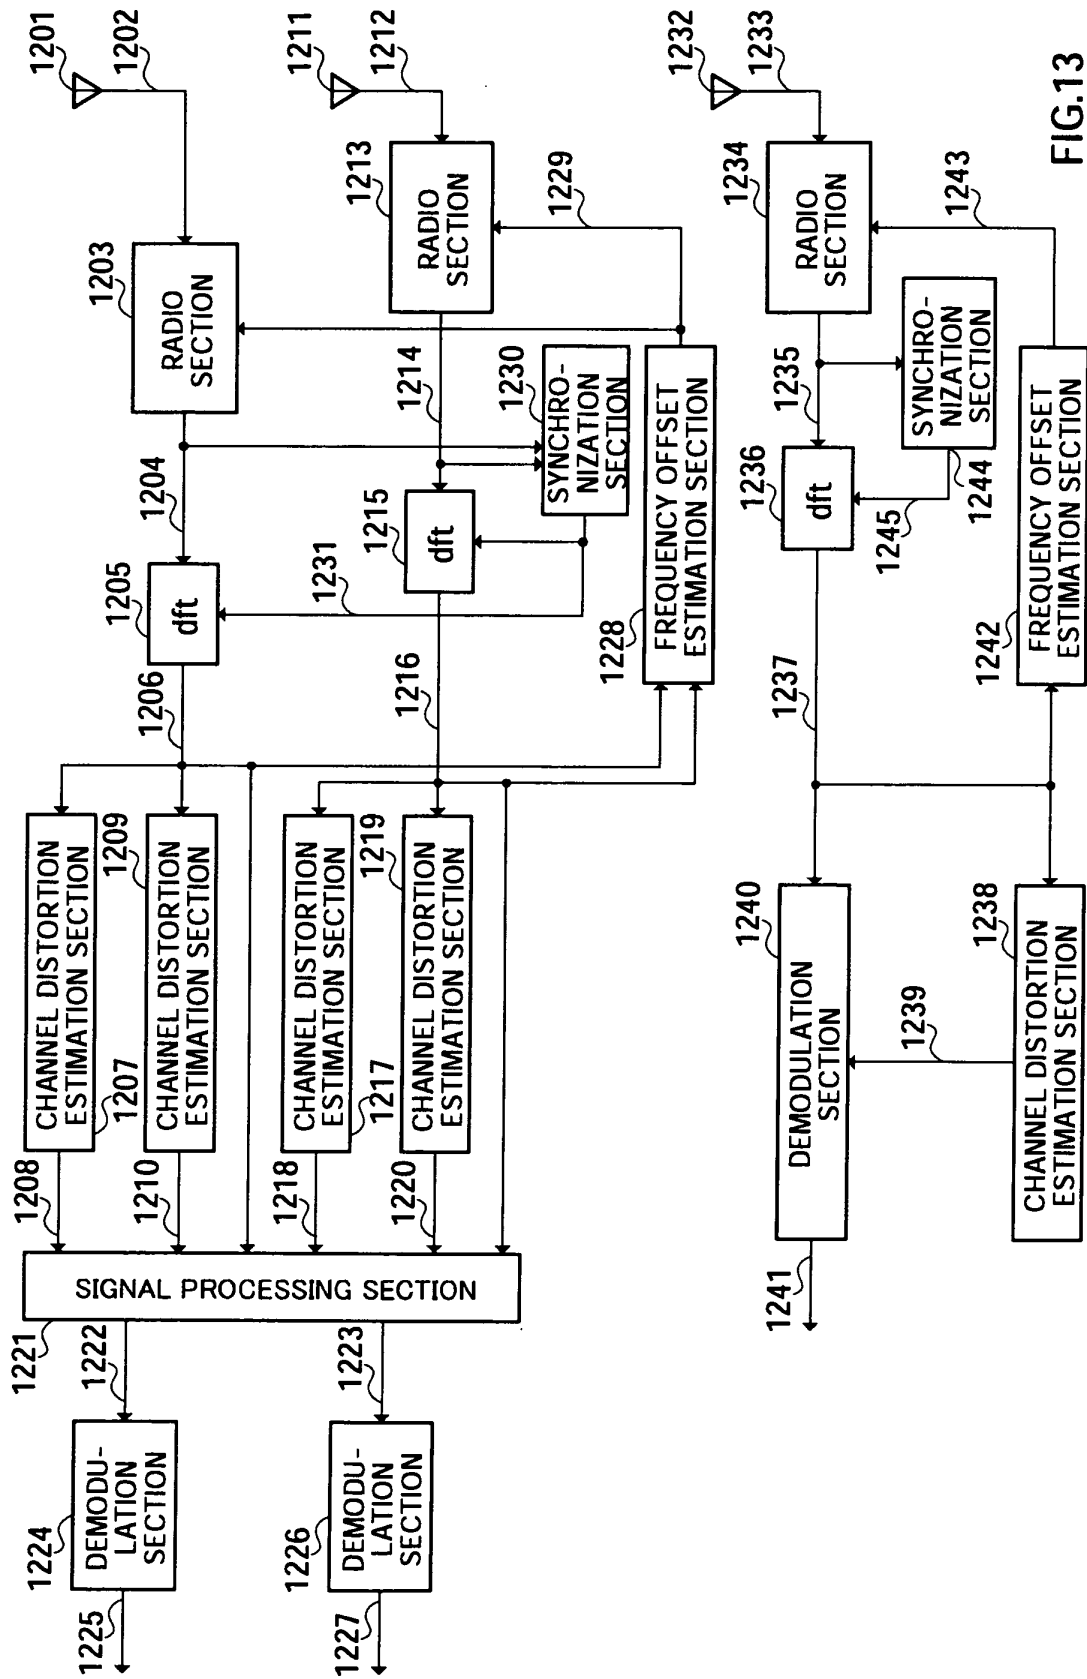 1201
1202
1203
RADIO
SECTION
1204
1205
dft
1206
CHANNEL DISTORTION
ESTIMATION SECTION
1207
1208
1209
CHANNEL DISTORTION
ESTIMATION SECTION
1210
1211
1212
1213
RADIO
SECTION
1214
1215
dft
1216
CHANNEL DISTORTION
ESTIMATION SECTION
1217
1218
1219
CHANNEL DISTORTION
ESTIMATION SECTION
1220
SIGNAL PROCESSING SECTION
1221
1222
1223
1224
DEMODU-
LATION
SECTION
1225
1226
DEMODU-
LATION
SECTION
1227
1228
FREQUENCY OFFSET
ESTIMATION SECTION
1229
1230
SYNCHRO-
NIZATION
SECTION
1231
1232
1233
1234
RADIO
SECTION
1235
1236
dft
1237
1238
CHANNEL DISTORTION
ESTIMATION SECTION
1239
1240
DEMODULATION
SECTION
1241
1242
FREQUENCY OFFSET
ESTIMATION SECTION
1243
SYNCHRO-
NIZATION
SECTION
1244
1245
FIG.13